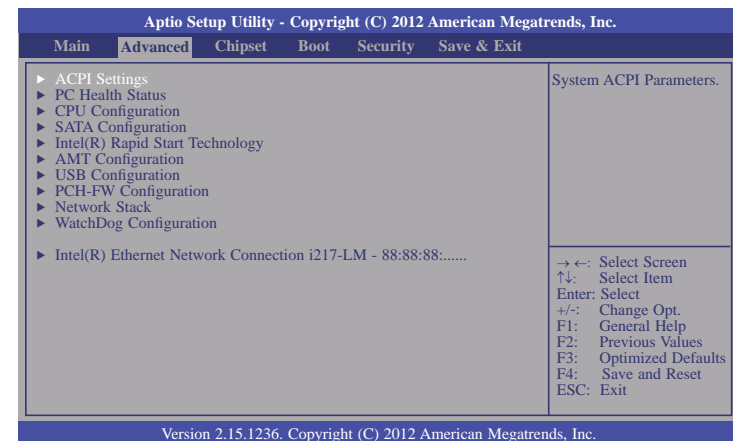 Aptio Setup Utility - Copyright (C) 2012 American Megatrends, Inc.
Main Advanced Chipset Boot Security Save & Exit
► ACPI Settings
► PC Health Status
► CPU Configuration
► SATA Configuration
► Intel(R) Rapid Start Technology
► AMT Configuration
► USB Configuration
► PCH-FW Configuration
► Network Stack
► WatchDog Configuration
► Intel(R) Ethernet Network Connection i217-LM - 88:88:88:......
System ACPI Parameters.
→ ←: Select Screen
↑↓: Select Item
Enter: Select
+/-: Change Opt.
F1: General Help
F2: Previous Values
F3: Optimized Defaults
F4: Save and Reset
ESC: Exit
Version 2.15.1236. Copyright (C) 2012 American Megatrends, Inc.